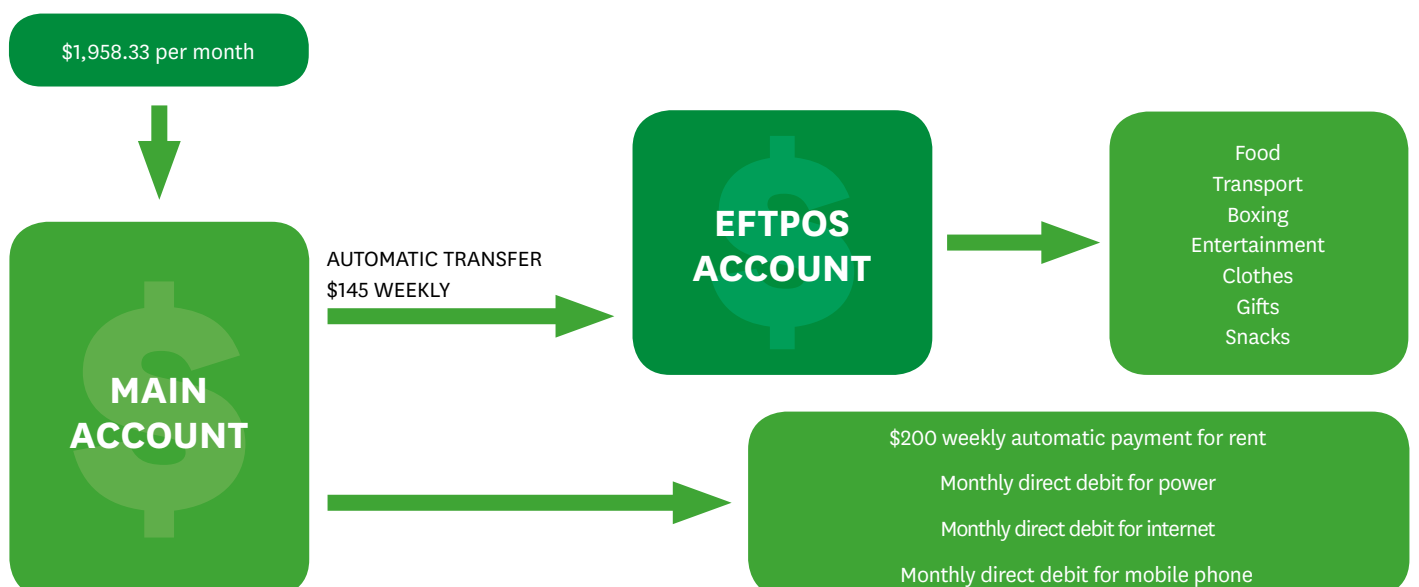 $1,958.33 per month
MAIN
ACCOUNT
AUTOMATIC TRANSFER
$145 WEEKLY
EFTPOS
ACCOUNT
Food
Transport
Boxing
Entertainment
Clothes
Gifts
Snacks
$200 weekly automatic payment for rent
Monthly direct debit for power
Monthly direct debit for internet
Monthly direct debit for mobile phone